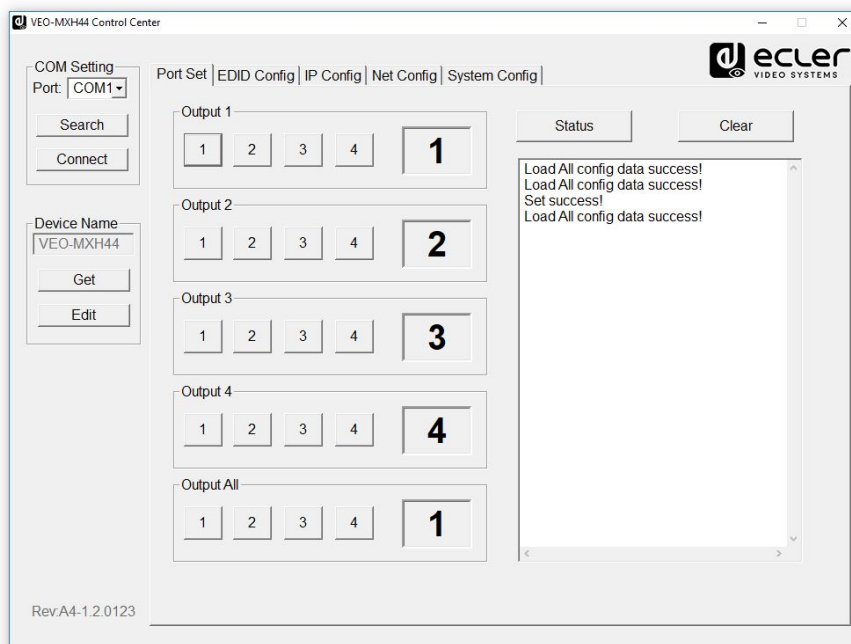 VEO-MXH44 Control Center
COM Setting
Port: COM1
Search
Connect
Device Name
VEO-MXH44
Get
Edit
Rev:A4-1.2.0123
ecler
VIDEO SYSTEMS
Port Set EDID Config IP Config Net Config System Config
Output 1
1 2 3 4 1
Output 2
1 2 3 4 2
Output 3
1 2 3 4 3
Output 4
1 2 3 4 4
Output All
1 2 3 4 1
Status Clear
Load All config data success!
Load All config data success!
Set success!
Load All config data success!